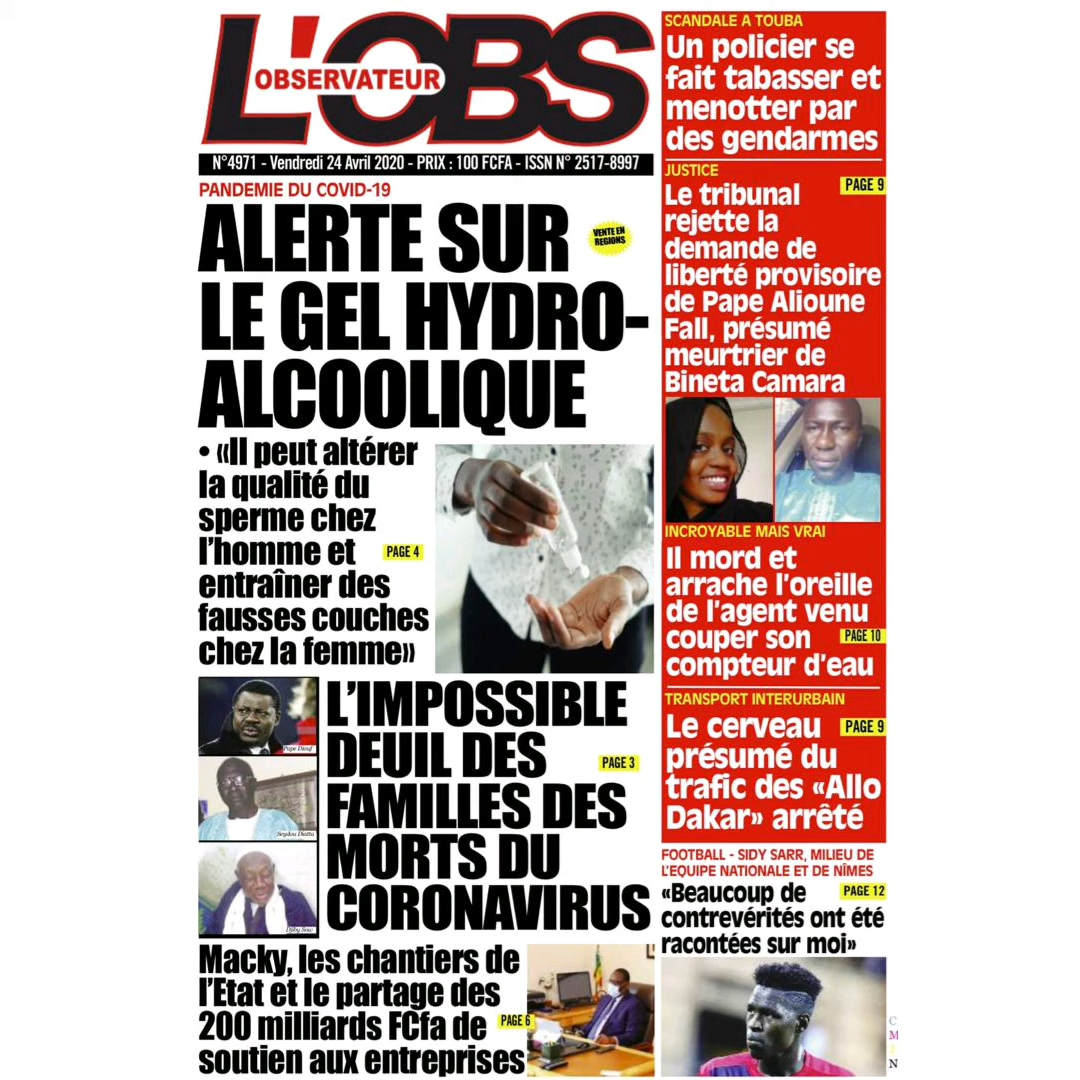 L'OBS
OBSERVATEUR
N°4971 - Vendredi 24 Avril 2020 - PRIX : 100 FCFA - ISSN N° 2517-8997
PANDEMIE DU COVID-19
ALERTE SUR
LE GEL HYDRO-
ALCOOLIQUE
VENTE EN
REGIONS
• «Il peut altérer
la qualité du
sperme chez
l'homme et
entraîner des
fausses couches
chez la femme»
PAGE 4
Pape Diouf
Seydou Diatta
Djiby Sow
L'IMPOSSIBLE
DEUIL DES
FAMILLES DES
MORTS DU
CORONAVIRUS
PAGE 3
Macky, les chantiers de
l'Etat et le partage des
200 milliards FCfa de
soutien aux entreprises
PAGE 6
SCANDALE A TOUBA
Un policier se
fait tabasser et
menotter par
des gendarmes
PAGE 9
JUSTICE
Le tribunal
rejette la
demande de
liberté provisoire
de Pape Alioune
Fall, présumé
meurtrier de
Bineta Camara
INCROYABLE MAIS VRAI
Il mord et
arrache l'oreille
de l'agent venu
couper son
compteur d'eau
PAGE 10
TRANSPORT INTERURBAIN
Le cerveau
présumé du
trafic des «Allo
Dakar» arrêté
PAGE 9
FOOTBALL - SIDY SARR, MILIEU DE
L'EQUIPE NATIONALE ET DE NÎMES
«Beaucoup de
contrevérités ont été
racontées sur moi»
PAGE 12
C
M
J
N